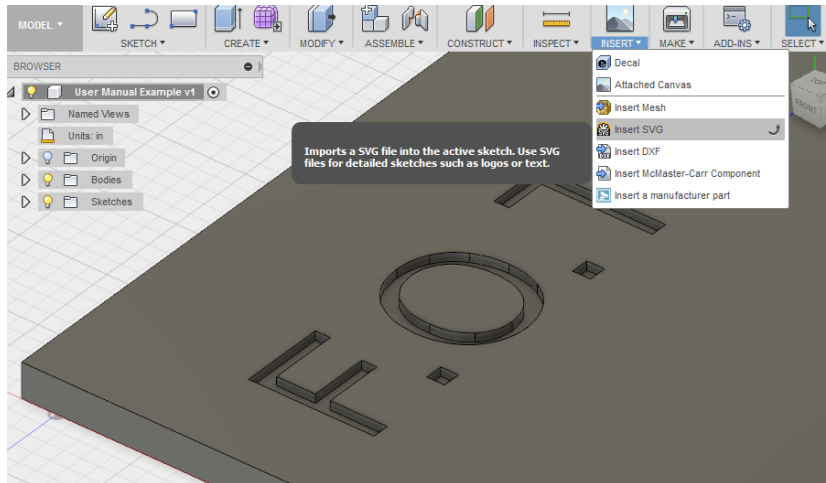 MODEL
SKETCH
CREATE
MODIFY
ASSEMBLE
CONSTRUCT
INSPECT
INSERT
MAKE
ADD-INS
SELECT
BROWSER
User Manual Example v1
Named Views
Units: in
Origin
Bodies
Sketches
Decal
Attached Canvas
Insert Mesh
Insert SVG
Insert DXF
Insert McMaster-Carr Component
Insert a manufacturer part
Imports a SVG file into the active sketch. Use SVG
files for detailed sketches such as logos or text.
TOP
FRONT
F.O.